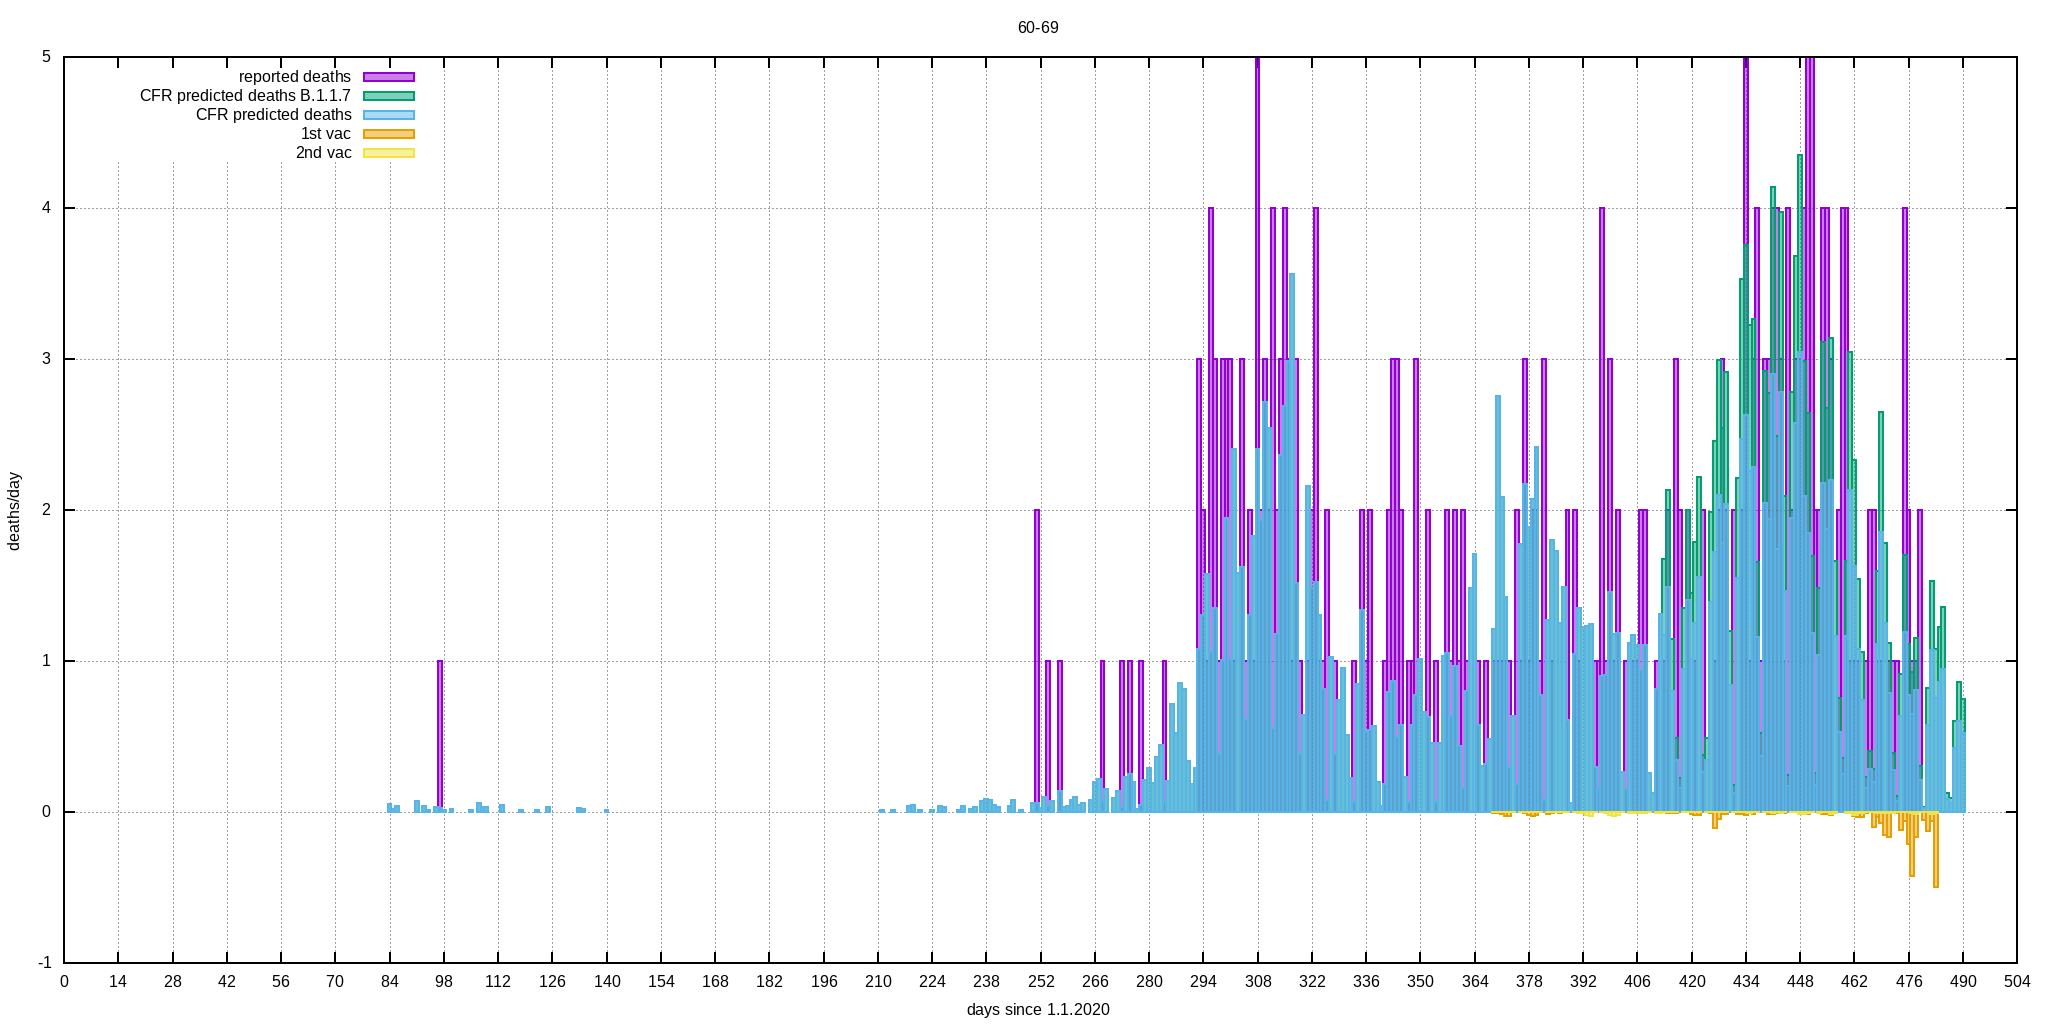 60-69
reported deaths
CFR predicted deaths B.1.1.7
CFR predicted deaths
1st vac
2nd vac
5
4
3
2
1
0
-1
deaths/day
0 14 28 42 56 70 84 98 112 126 140 154 168 182 196 210 224 238 252 266 280 294 308 322 336 350 364 378 392 406 420 434 448 462 476 490 504
days since 1.1.2020